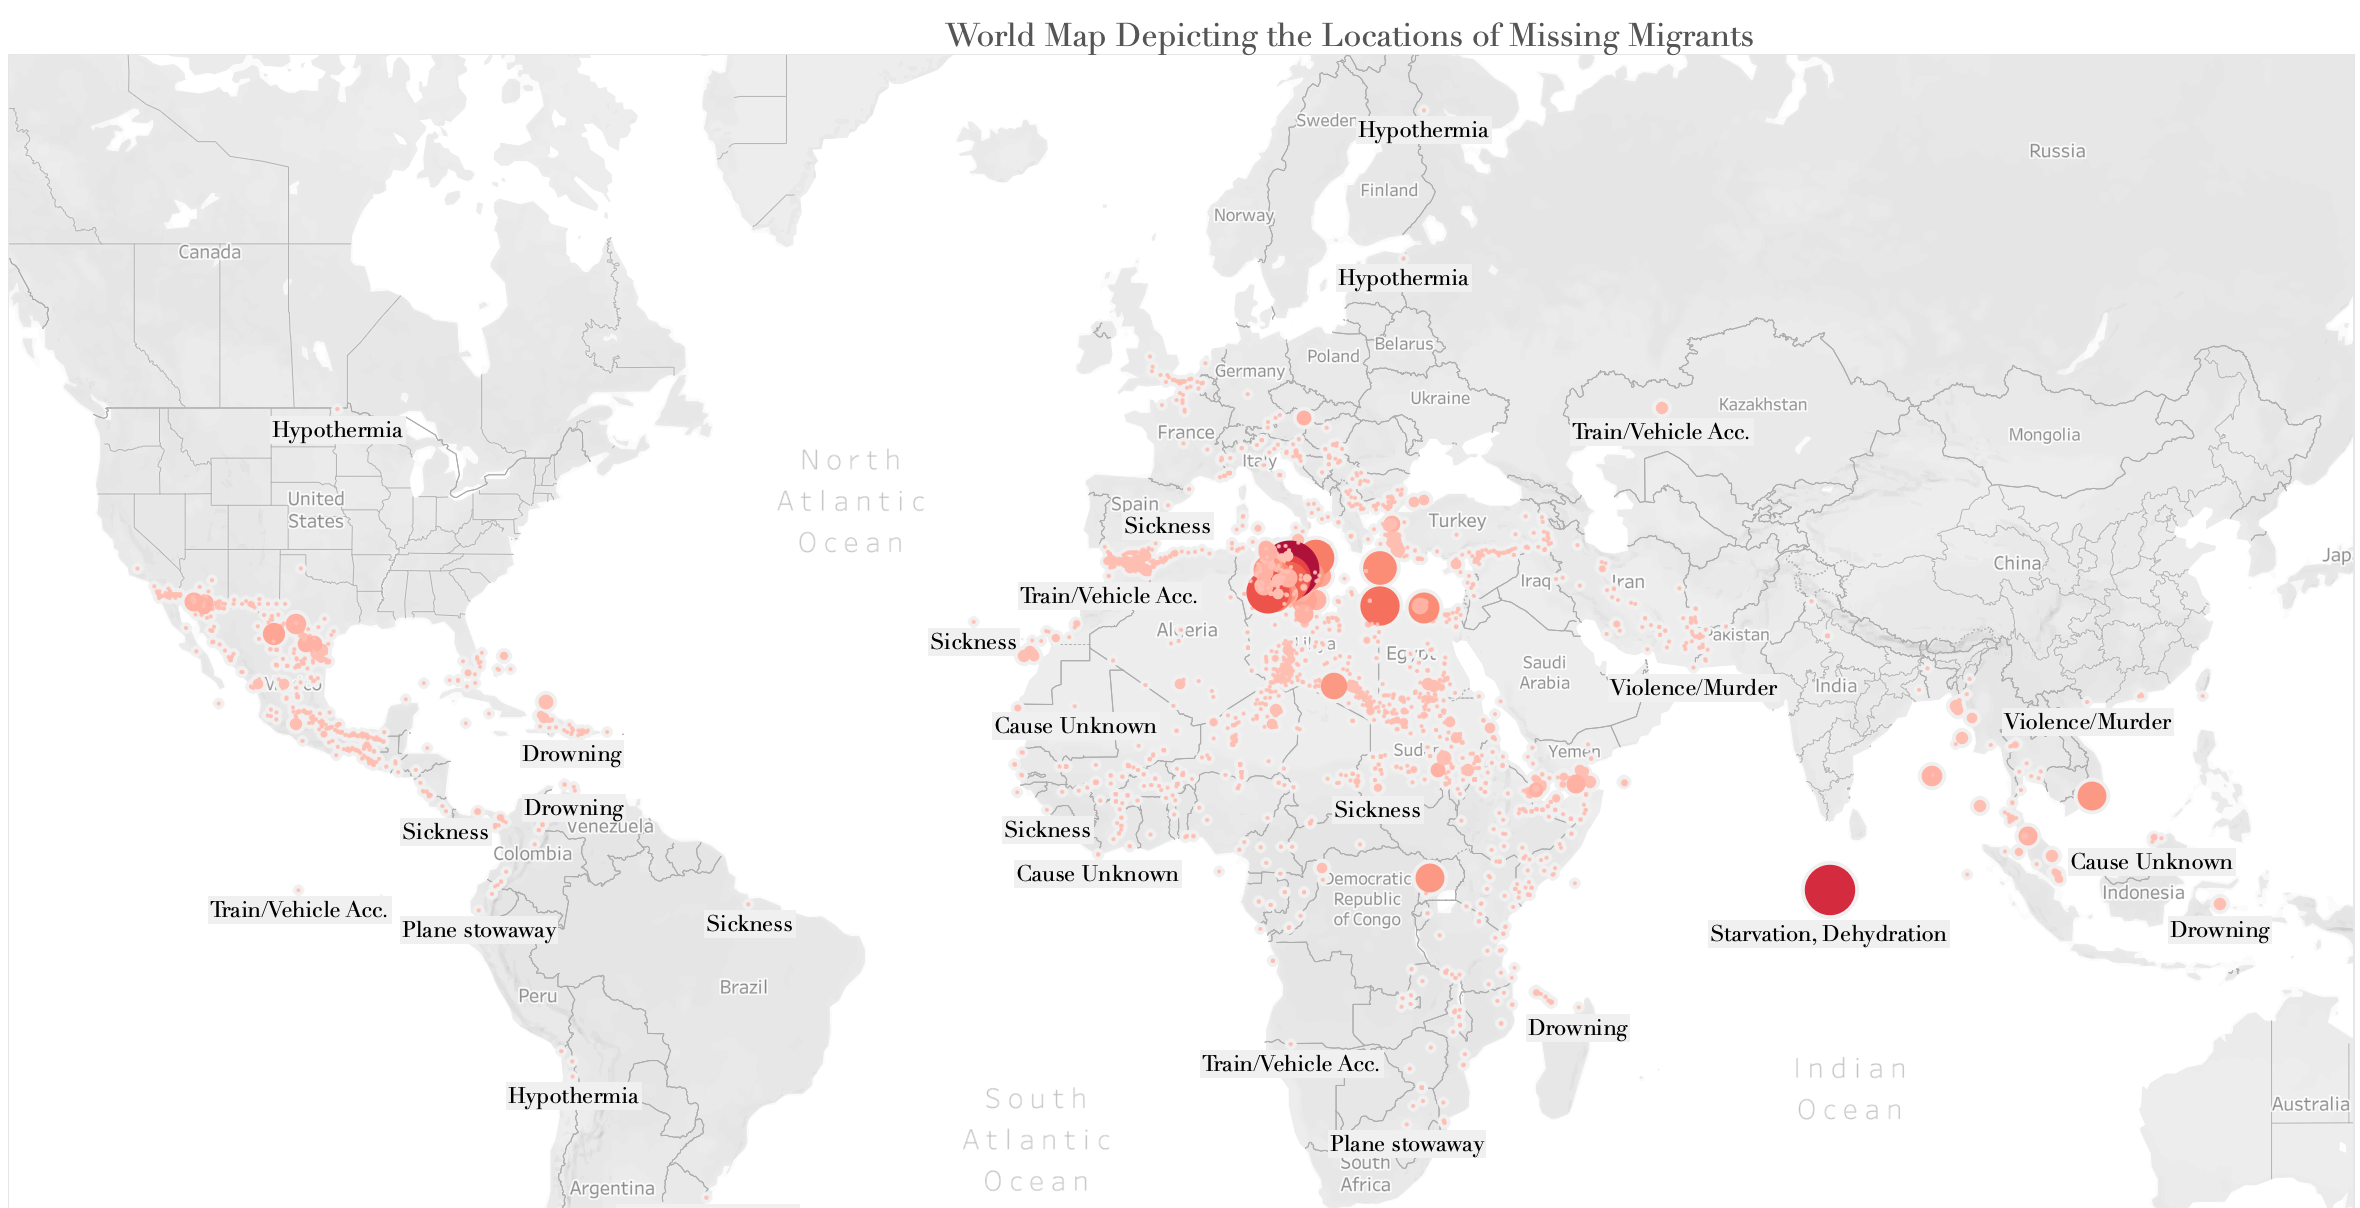 World Map Depicting the Locations of Missing Migrants
Sweden
Hypothermia
Russia
Finland
Norway
Canada
Hypothermia
Belarus
Poland
Germany
Ukraine
Kazakhstan
Hypothermia
France
Train/Vehicle Acc.
Mongolia
North
Atlantic
Ocean
Italy
United
States
Spain
Sickness
Turkey
Jap
China
Iraq
Iran
Train/Vehicle Acc.
Algeria
Pakistan
Sickness
Libya
Egypt
Saudi
Arabia
Mexico
Violence/Murder
India
Cause Unknown
Violence/Murder
Drowning
Sudan
Yemen
Drowning
Sickness
Sickness
Venezuela
Sickness
Colombia
Cause Unknown
Cause Unknown
Democratic
Republic
of Congo
Indonesia
Train/Vehicle Acc.
Plane stowaway
Sickness
Starvation, Dehydration
Drowning
Brazil
Peru
Drowning
Train/Vehicle Acc.
Indian
Ocean
Hypothermia
South
Atlantic
Ocean
Australia
Plane stowaway
South
Africa
Argentina